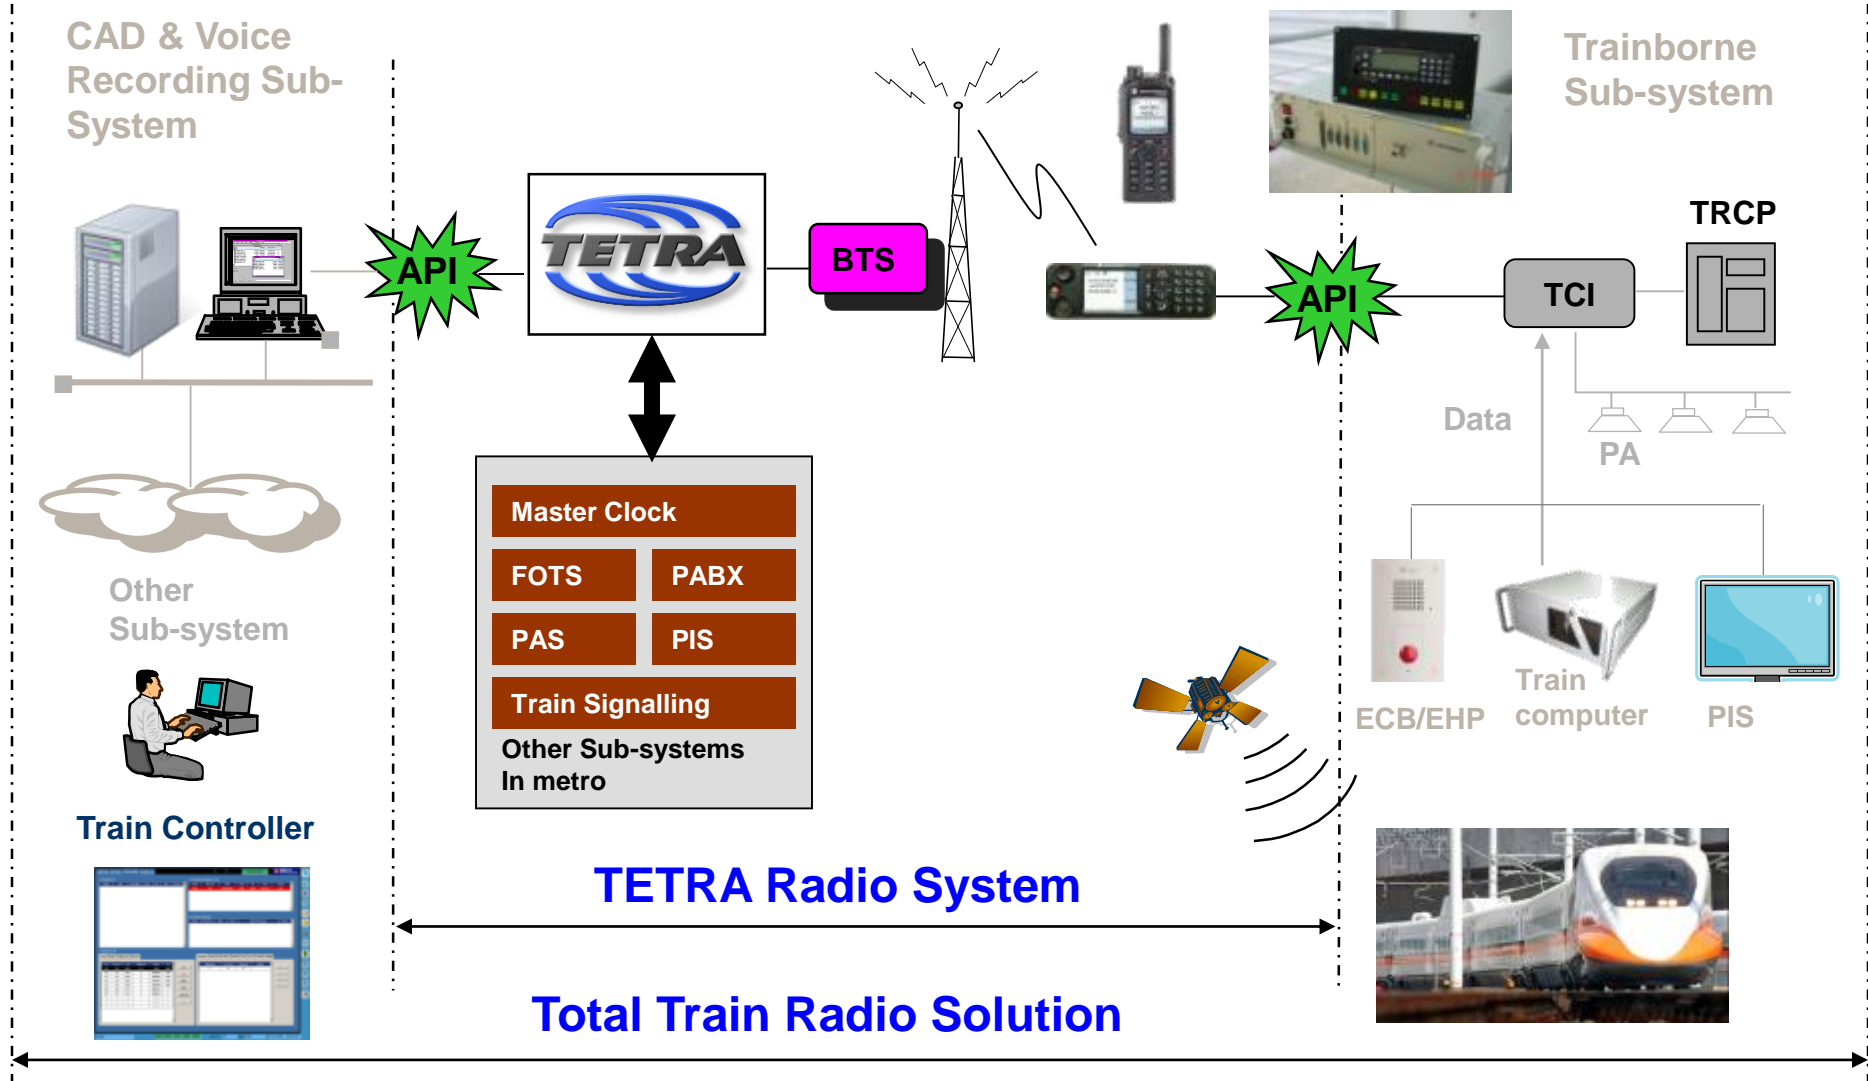 CAD & Voice
Recording Sub-
System
Trainborne
Sub-system
API
TETRA
BTS
API
TCI
TRCP
Data
PA
Master Clock
FOTS
PABX
PAS
PIS
Train Signalling
Other Sub-systems
In metro
Other
Sub-system
Train Controller
ECB/EHP
Train
computer
PIS
TETRA Radio System
Total Train Radio Solution